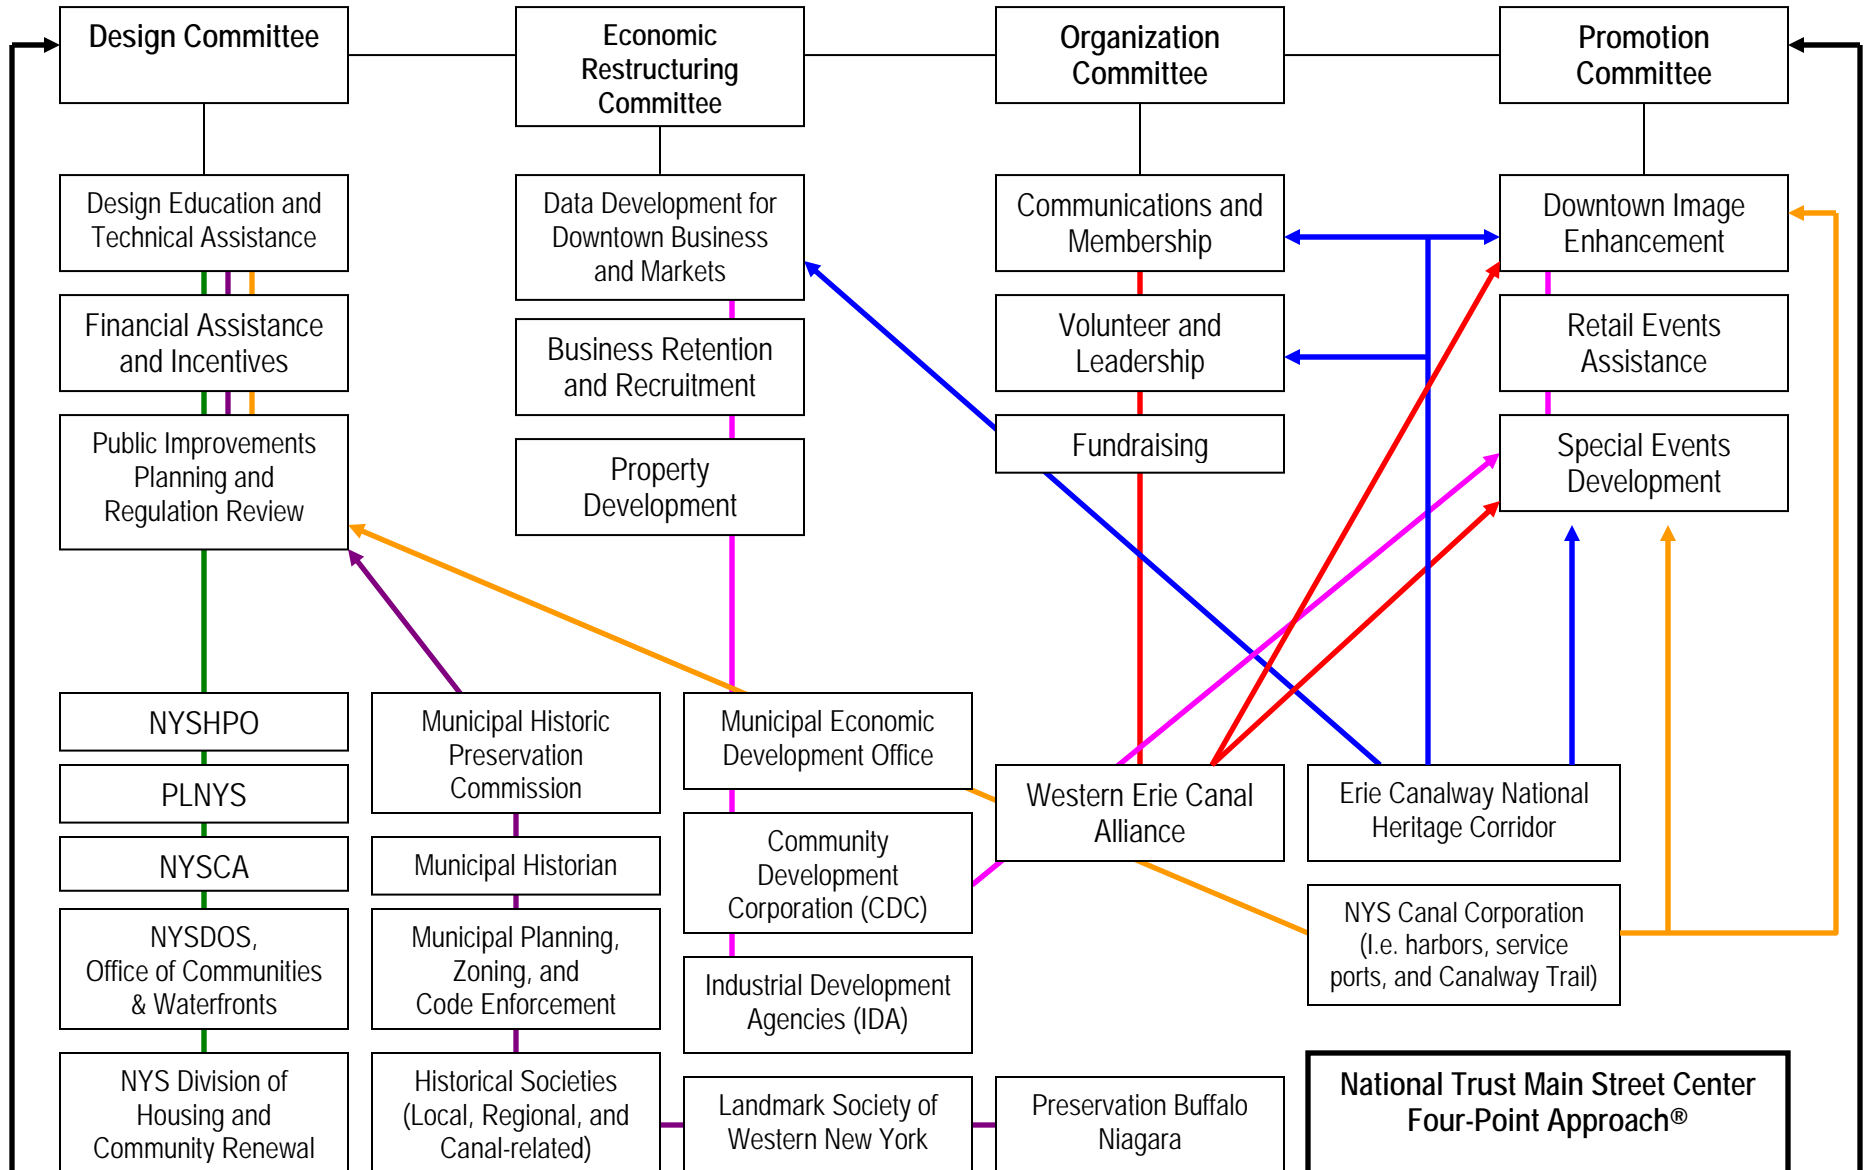 Design Committee
Economic
Restructuring
Committee
Organization
Committee
Promotion
Committee
Design Education and
Technical Assistance
Financial Assistance
and Incentives
Public Improvements
Planning and
Regulation Review
Data Development for
Downtown Business
and Markets
Business Retention
and Recruitment
Property
Development
Communications and
Membership
Volunteer and
Leadership
Fundraising
Downtown Image
Enhancement
Retail Events
Assistance
Special Events
Development
NYSHPO
PLNYS
NYSCA
NYSDOS,
Office of Communities
& Waterfronts
NYS Division of
Housing and
Community Renewal
Municipal Historic
Preservation
Commission
Municipal Historian
Municipal Planning,
Zoning, and
Code Enforcement
Historical Societies
(Local, Regional, and
Canal-related)
Municipal Economic
Development Office
Community
Development
Corporation (CDC)
Industrial Development
Agencies (IDA)
Landmark Society of
Western New York
Western Erie Canal
Alliance
Preservation Buffalo
Niagara
Erie Canalway National
Heritage Corridor
NYS Canal Corporation
(I.e. harbors, service
ports, and Canalway Trail)
National Trust Main Street Center
Four-Point Approach®